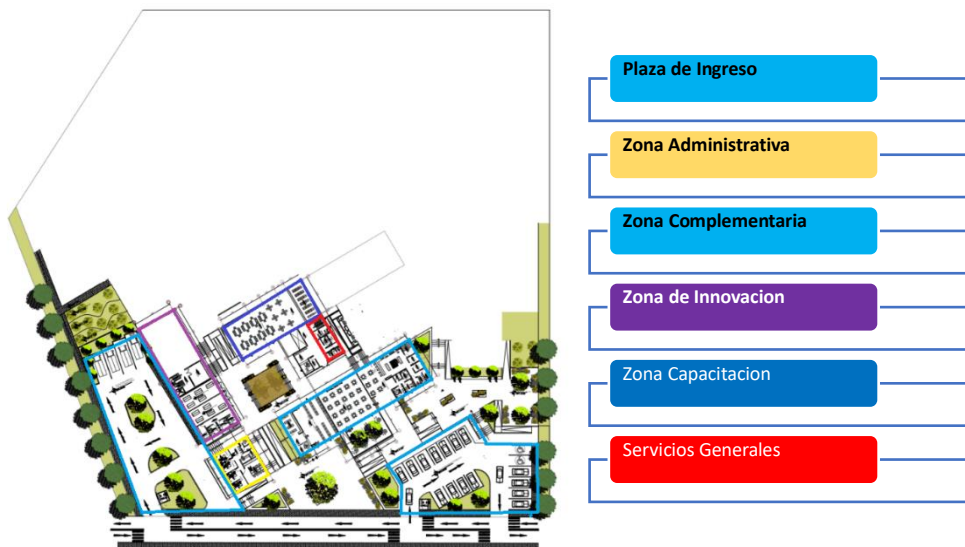 Plaza de Ingreso
Zona Administrativa
Zona Complementaria
Zona de Innovacion
Zona Capacitacion
Servicios Generales